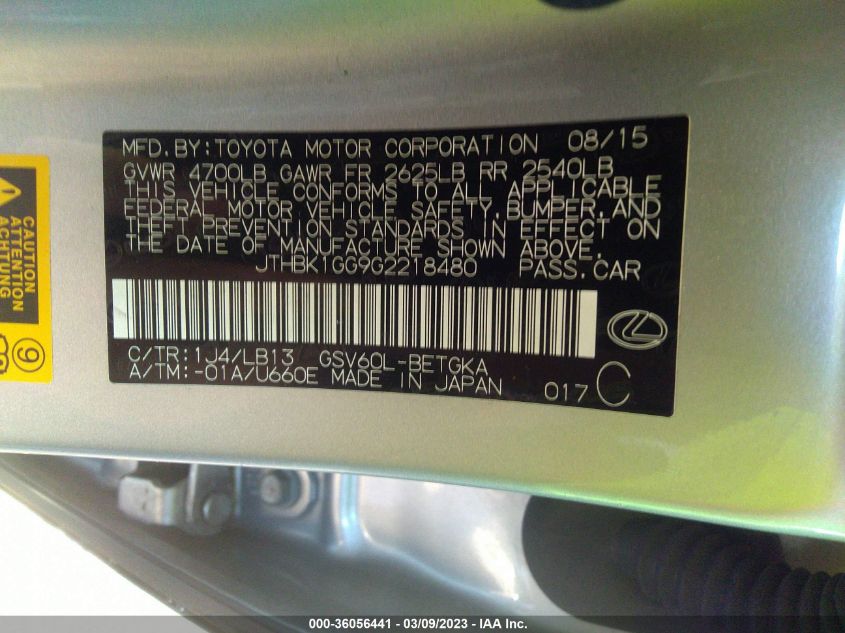 MFD.BY:TOYOTA MOTOR CORPORATION 08/15
GVWR 4700LB GAWR FR 2625LB RR 2540LB
THIS VEHICLE CONFORMS TO ALL APPLICABLE
FEDERAL MOTOR VEHICLE SAFETY,BUMPER,AND
THEFT PREVENTION STANDARDS IN EFFECT ON
THE DATE OF MANUFACTURE SHOWN ABOVE.
JTHBK1GG9G2218480 PASS.CAR
C/TR:1J4/LB13 GSV60L-BETGKA
A/TM:-01A/U660E MADE IN JAPAN 017 C
CAUTION
ATTENTION
ACHTUNG
9
000-36056441 - 03/09/2023 - IAA Inc.